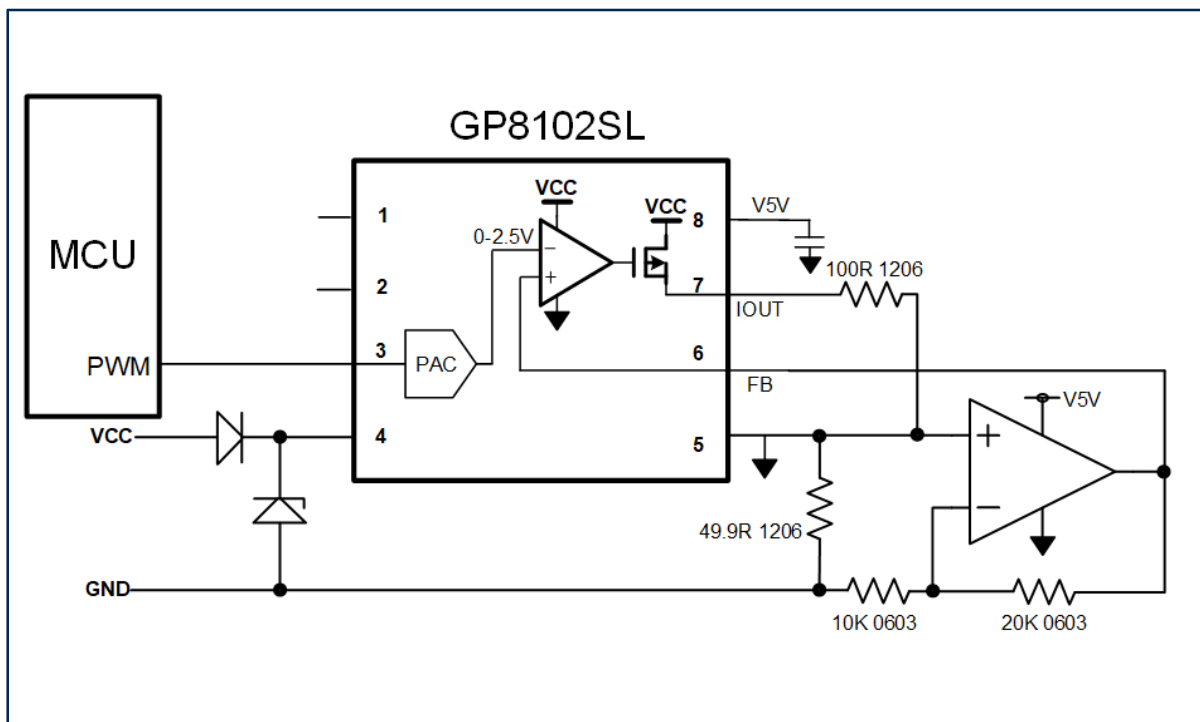 GP8102SL
MCU
PWM
VCC
GND
1
2
3
4
PAC
0-2.5V
VCC
−
+
VCC
8
7
6
5
V5V
IOUT
FB
100R 1206
49.9R 1206
10K 0603
20K 0603
V5V
+
−